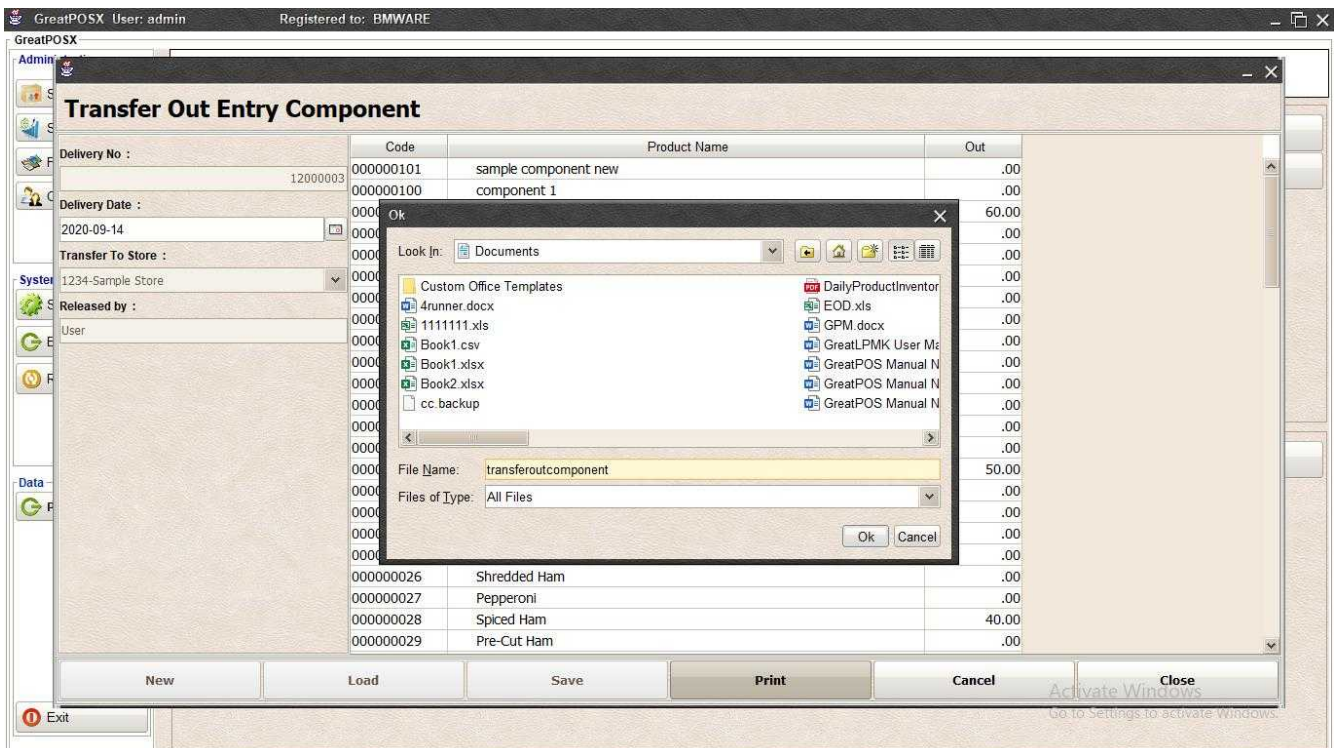 GreatPOSX User: admin Registered to: BMWARE
GreatPOSX
Transfer Out Entry Component
Delivery No :
12000003
Delivery Date :
2020-09-14
Transfer To Store :
1234-Sample Store
Released by :
User
Code Product Name Out
000000101 sample component new .00
000000100 component 1 .00
60.00
.00
.00
.00
.00
.00
.00
.00
.00
.00
.00
.00
50.00
.00
.00
.00
.00
000000026 Shredded Ham .00
000000027 Pepperoni .00
000000028 Spiced Ham 40.00
000000029 Pre-Cut Ham .00
Ok
Look In: Documents
Custom Office Templates
4runner.docx
1111111.xls
Book1.csv
Book1.xlsx
Book2.xlsx
cc.backup
DailyProductInventor
EOD.xls
GPM.docx
GreatLPMK User Ma
GreatPOS Manual N
GreatPOS Manual N
GreatPOS Manual N
File Name: transferoutcomponent
Files of Type: All Files
Ok Cancel
New Load Save Print Cancel Close
Data
Exit
Activate Windows
Go to Settings to activate Windows.